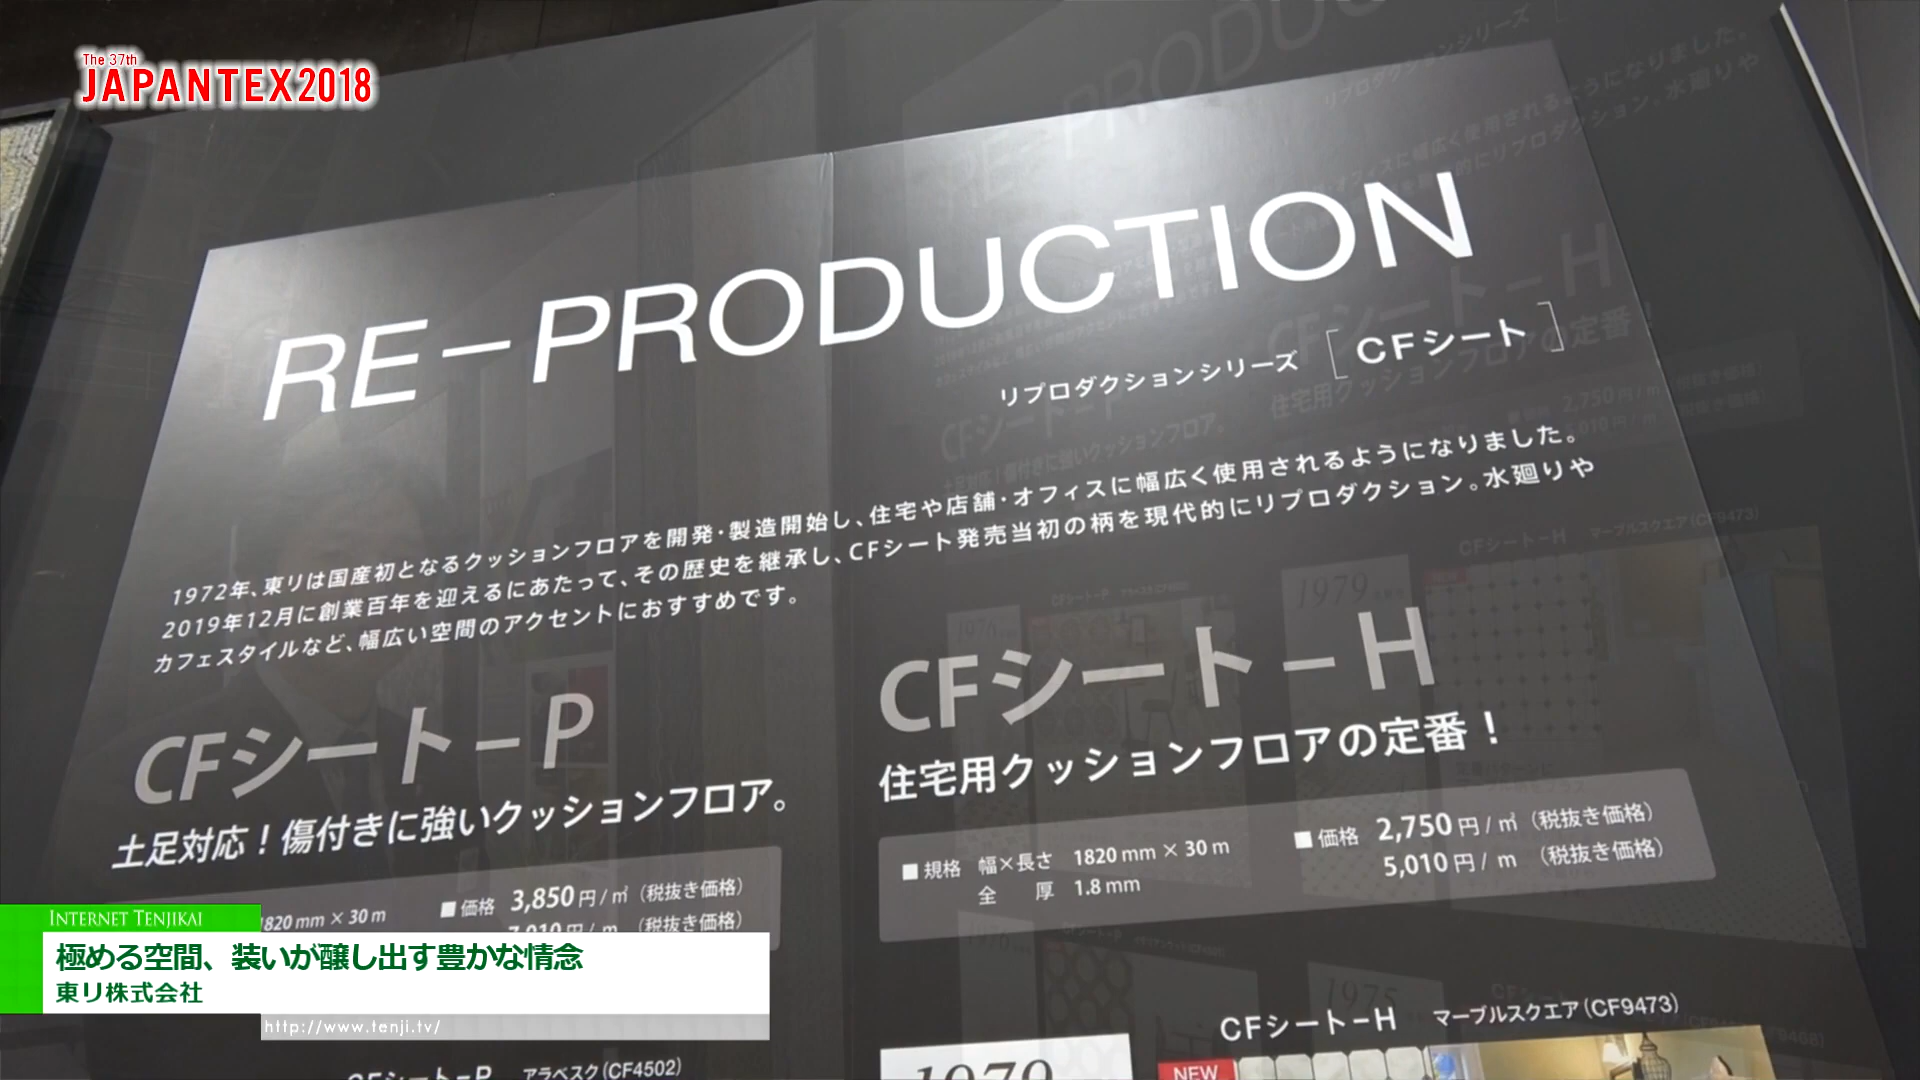 The 37th
JAPANTEX2018
RE-PRODUCTION
リプロダクションシリーズ [CFシート]
1972年、東リは国産初となるクッションフロアを開発・製造開始し、住宅や店舗・オフィスに幅広く使用されるようになりました。
2019年12月に創業百年を迎えるにあたって、その歴史を継承し、CFシート発売当初の柄を現代的にリプロダクション。水廻りや
カフェスタイルなど、幅広い空間のアクセントにおすすめです。
CFシート-P
土足対応！傷付きに強いクッションフロア。
1820 mm × 30 m
■価格 3,850円/㎡（税抜き価格）
7,010円/m（税抜き価格）
CFシート-H
住宅用クッションフロアの定番！
■規格 幅×長さ 1820 mm × 30 m
全　厚 1.8 mm
■価格 2,750円/㎡（税抜き価格）
5,010円/m（税抜き価格）
CFシート-P アラベスク(CF4502)
1979
CFシート-H マーブルスクエア(CF9473)
NEW
INTERNET TENJIKAI
極める空間、装いが醸し出す豊かな情念
東リ株式会社
http://www.tenji.tv/